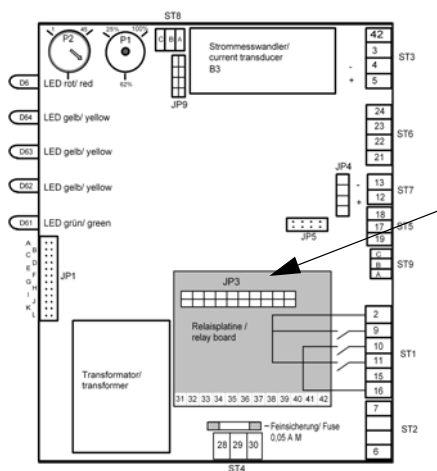 ST8
1 46
P2
25% 100%
P1
62%
C B A
JP9
Strommesswandler/
current transducer
B3
42
3
4
5
-
+
ST3
D6 LED rot/ red
D64 LED gelb/ yellow
D63 LED gelb/ yellow
D62 LED gelb/ yellow
D61 LED grün/ green
24
23
22
21
ST6
JP4
-
+
13
12
ST7
JP5
18
17
19
ST5
C
B
A
ST9
A
B
C
D
E
F
G
H
I
J
K
L
JP1
JP3
Relaisplatine /
relay board
31 32 33 34 35 36 37 38 39 40 41 42
2
9
10
11
15
16
ST1
Transformator/
transformer
Feinsicherung/ Fuse
0,05 A M
28 29 30
ST4
7
6
ST2